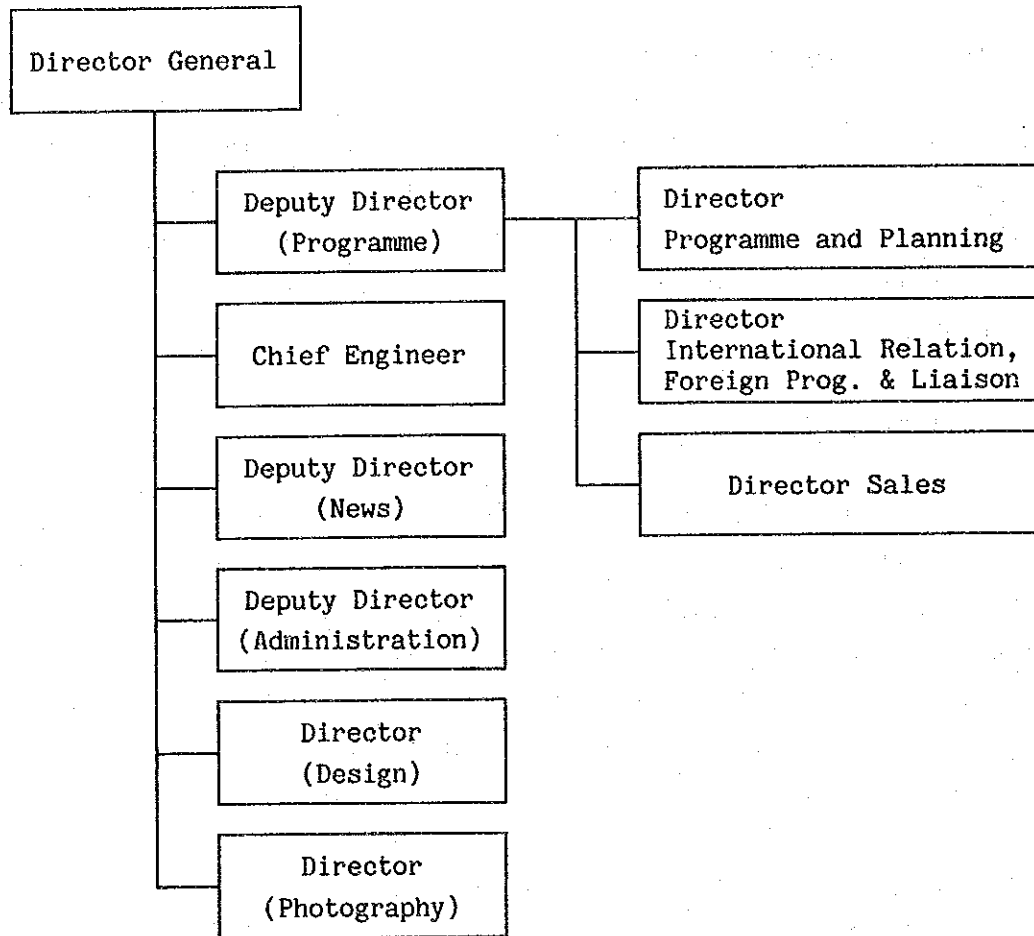 Director General
Deputy Director
(Programme)
Director
Programme and Planning
Chief Engineer
Director
International Relation,
Foreign Prog. & Liaison
Deputy Director
(News)
Director Sales
Deputy Director
(Administration)
Director
(Design)
Director
(Photography)